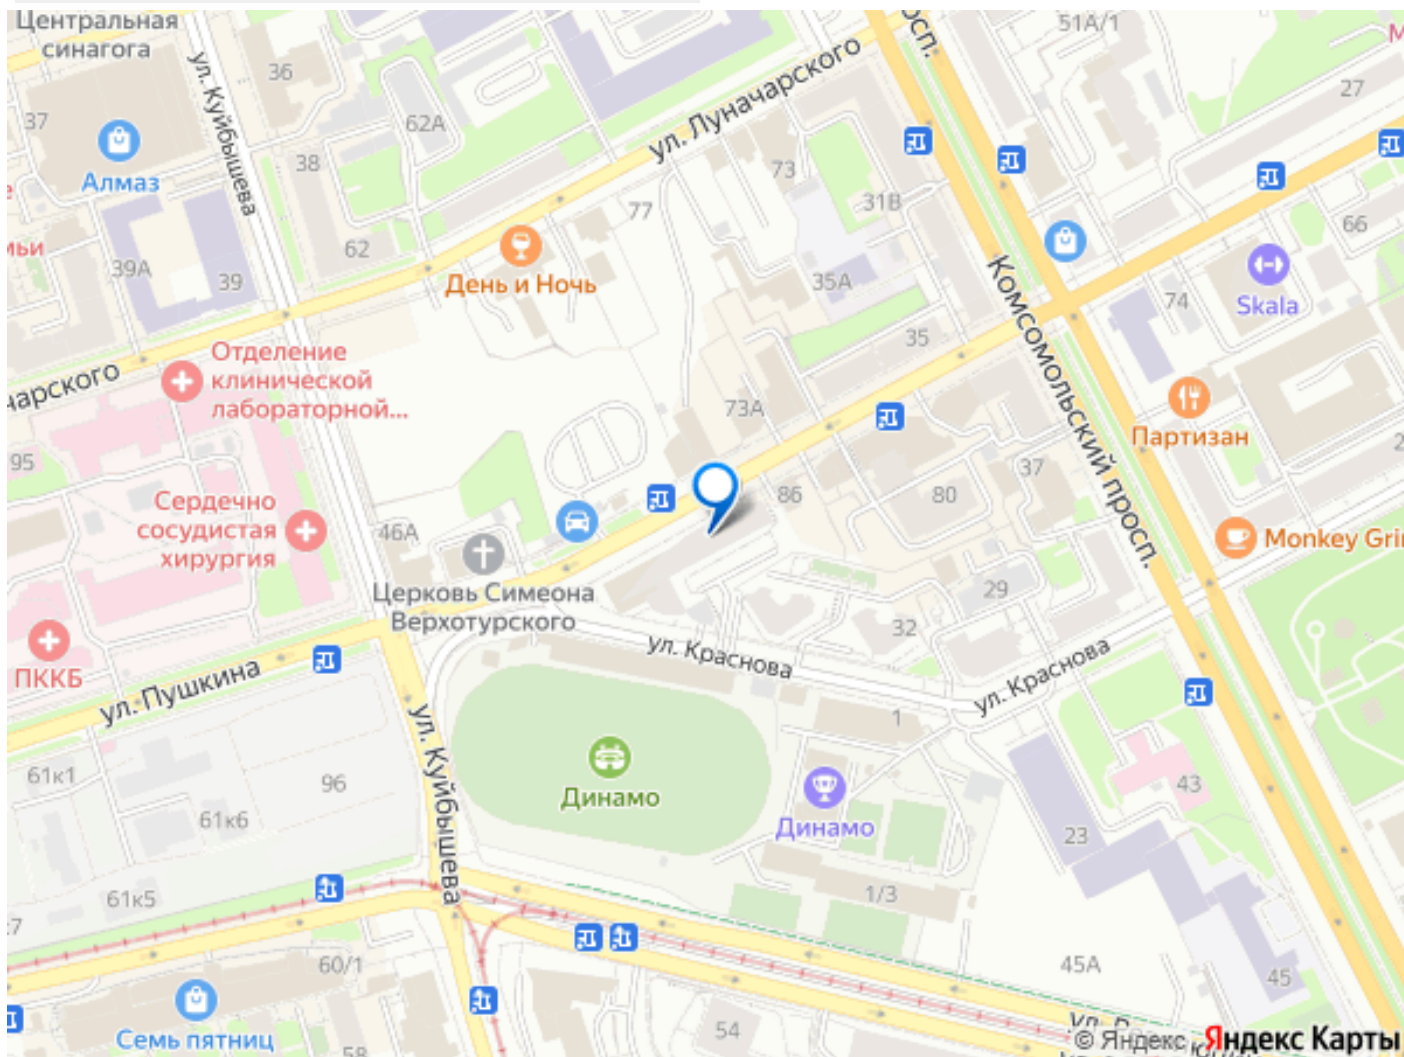 Центральная
синагога
51А/1
просп.
36
ул. Куйбышева
27
37
62А
ул. Луначарского
38
73
Алмаз
31В
77
66
39А
39
62
35А
День и Ночь
74
Skala
35
Комсомольский просп.
Отделение
клинической
лабораторной...
73А
Партизан
95
37
86
80
Сердечно
сосудистая
хирургия
46А
Monkey Grin
Церковь Симеона
Верхотурского
29
32
ПККБ
ул. Краснова
ул. Краснова
ул. Пушкина
1
ул. Куйбышева
61к1
96
Динамо
43
61к6
Динамо
23
61к5
1/3
60/1
45А
45
54
Семь пятниц
58
© Яндекс Яндекс Карты